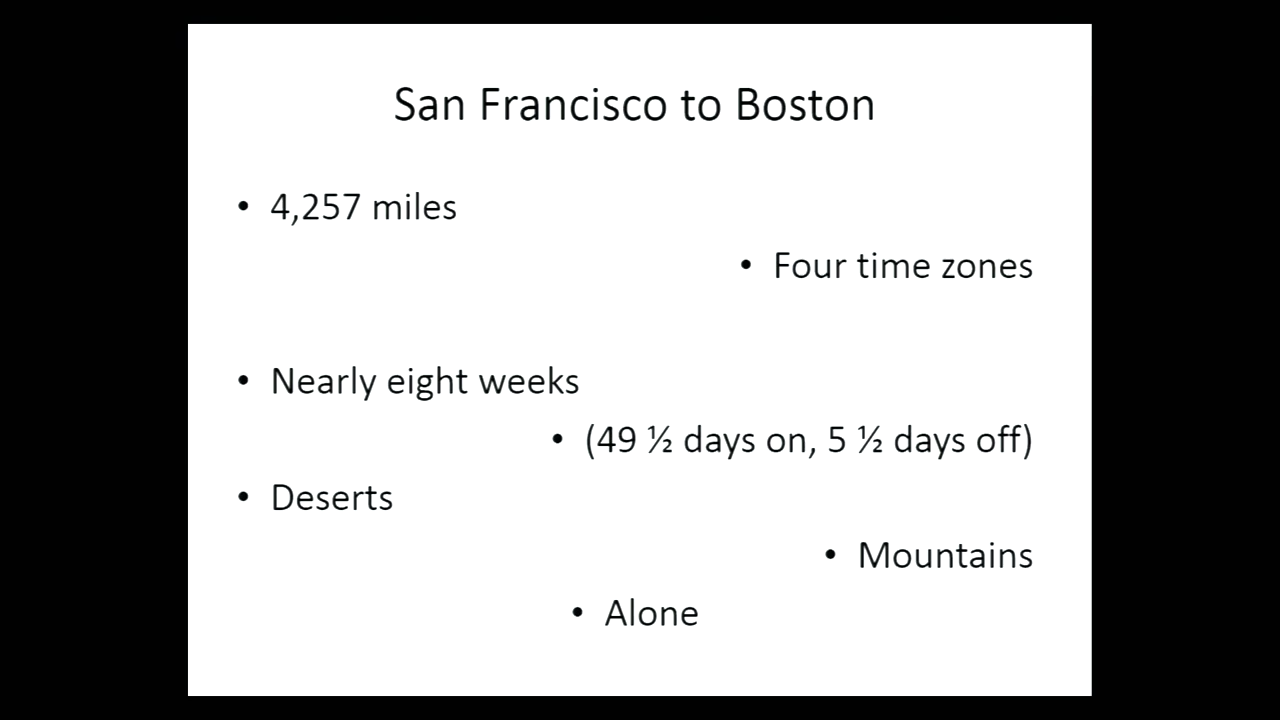 San Francisco to Boston
• 4,257 miles
• Four time zones
• Nearly eight weeks
• (49 ½ days on, 5 ½ days off)
• Deserts
• Mountains
• Alone